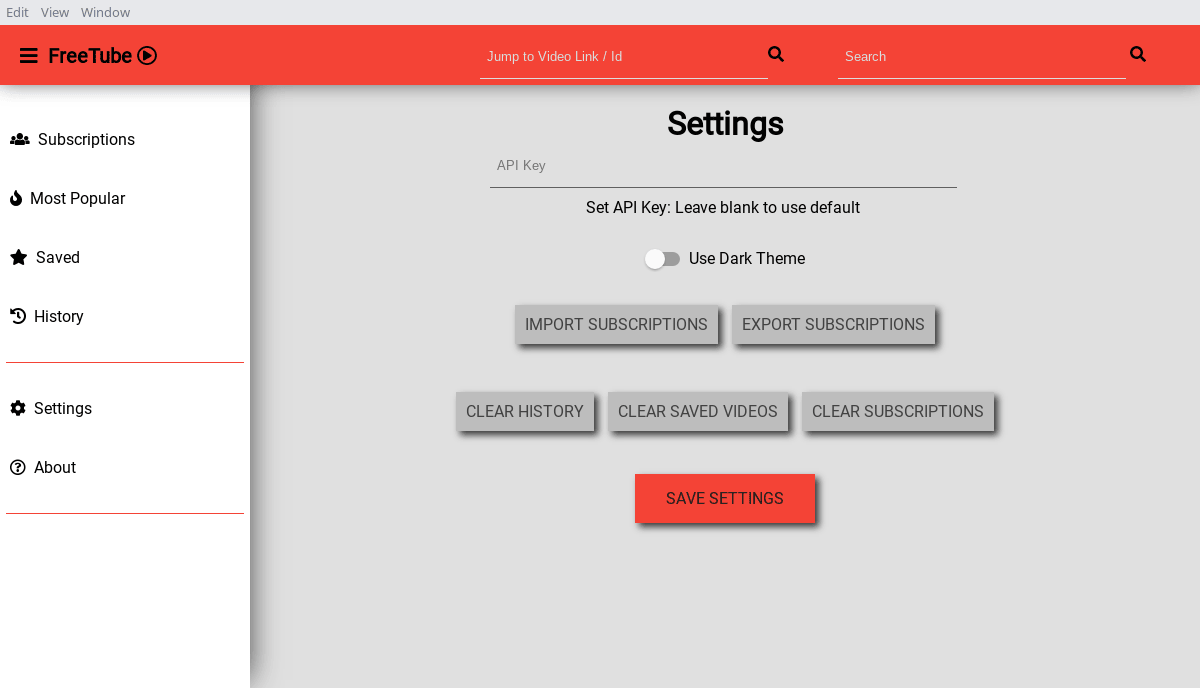 Edit View Window
FreeTube
Jump to Video Link / Id
Search
Subscriptions
Most Popular
Saved
History
Settings
About
Settings
API Key
Set API Key: Leave blank to use default
Use Dark Theme
IMPORT SUBSCRIPTIONS EXPORT SUBSCRIPTIONS
CLEAR HISTORY CLEAR SAVED VIDEOS CLEAR SUBSCRIPTIONS
SAVE SETTINGS